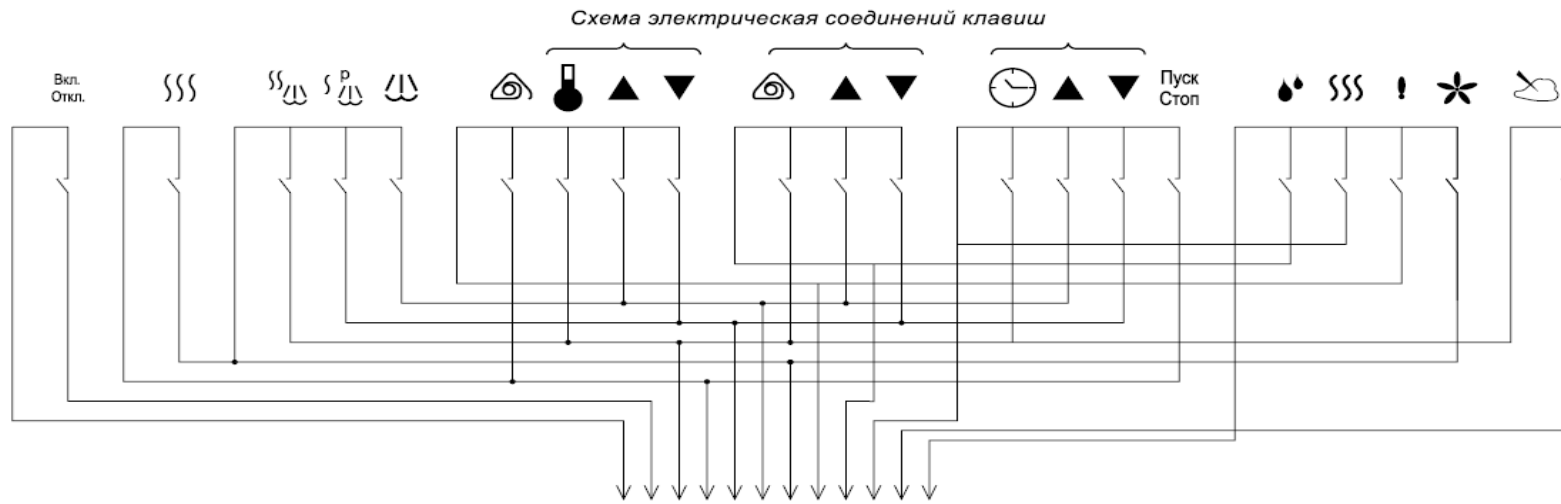 Схема электрическая соединений клавиш
Вкл.
Откл.
P
Пуск
Стоп